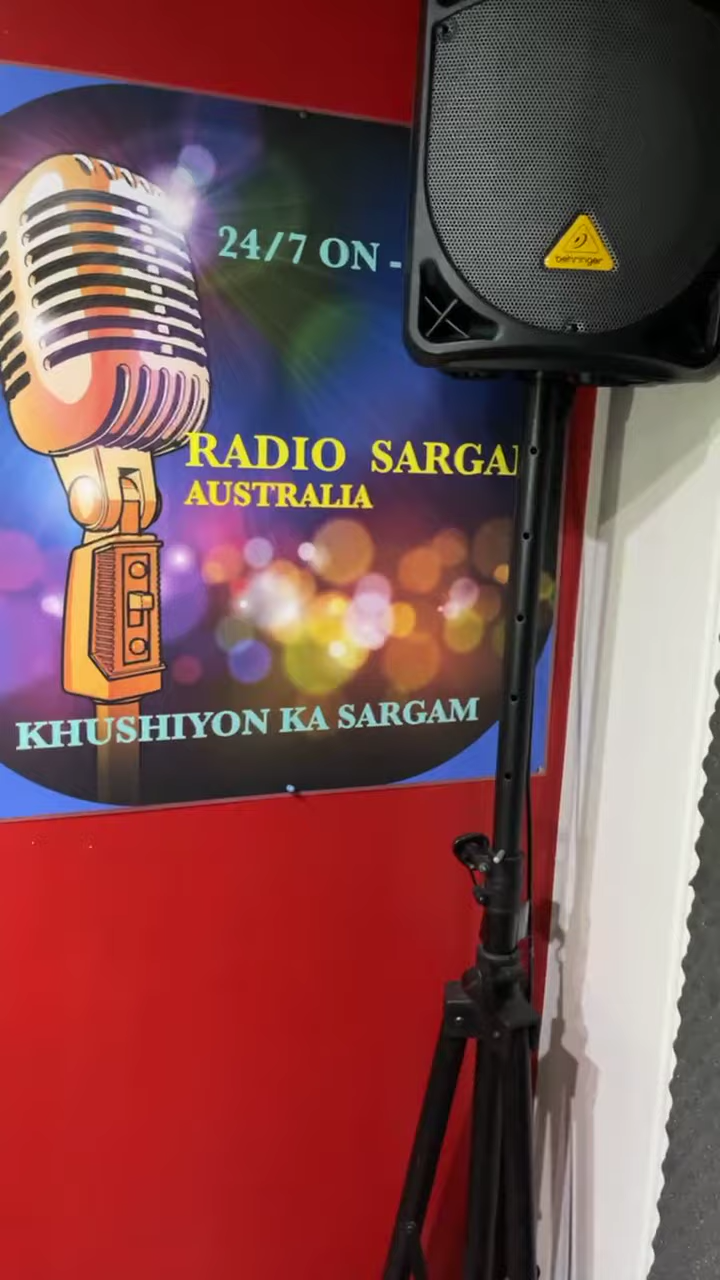 24/7 ON -
behringer
RADIO SARGA
AUSTRALIA
KHUSHIYON KA SARGAM